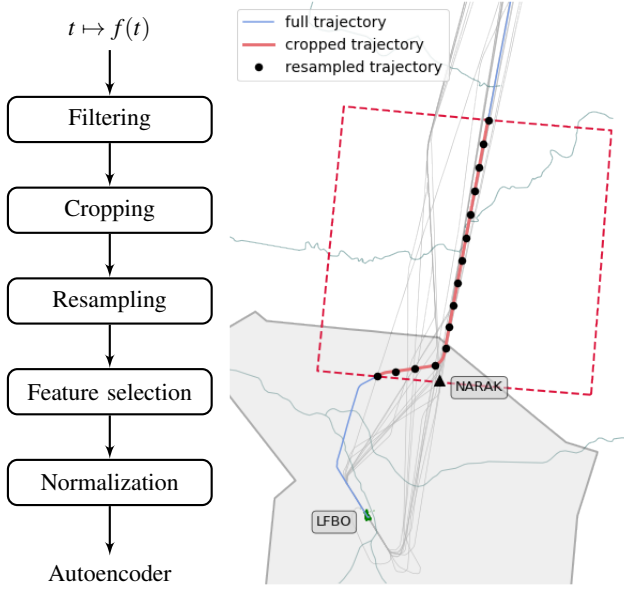 t ↦ f(t)
Filtering
Cropping
Resampling
Feature selection
Normalization
Autoencoder
full trajectory
cropped trajectory
resampled trajectory
NARAK
LFBO